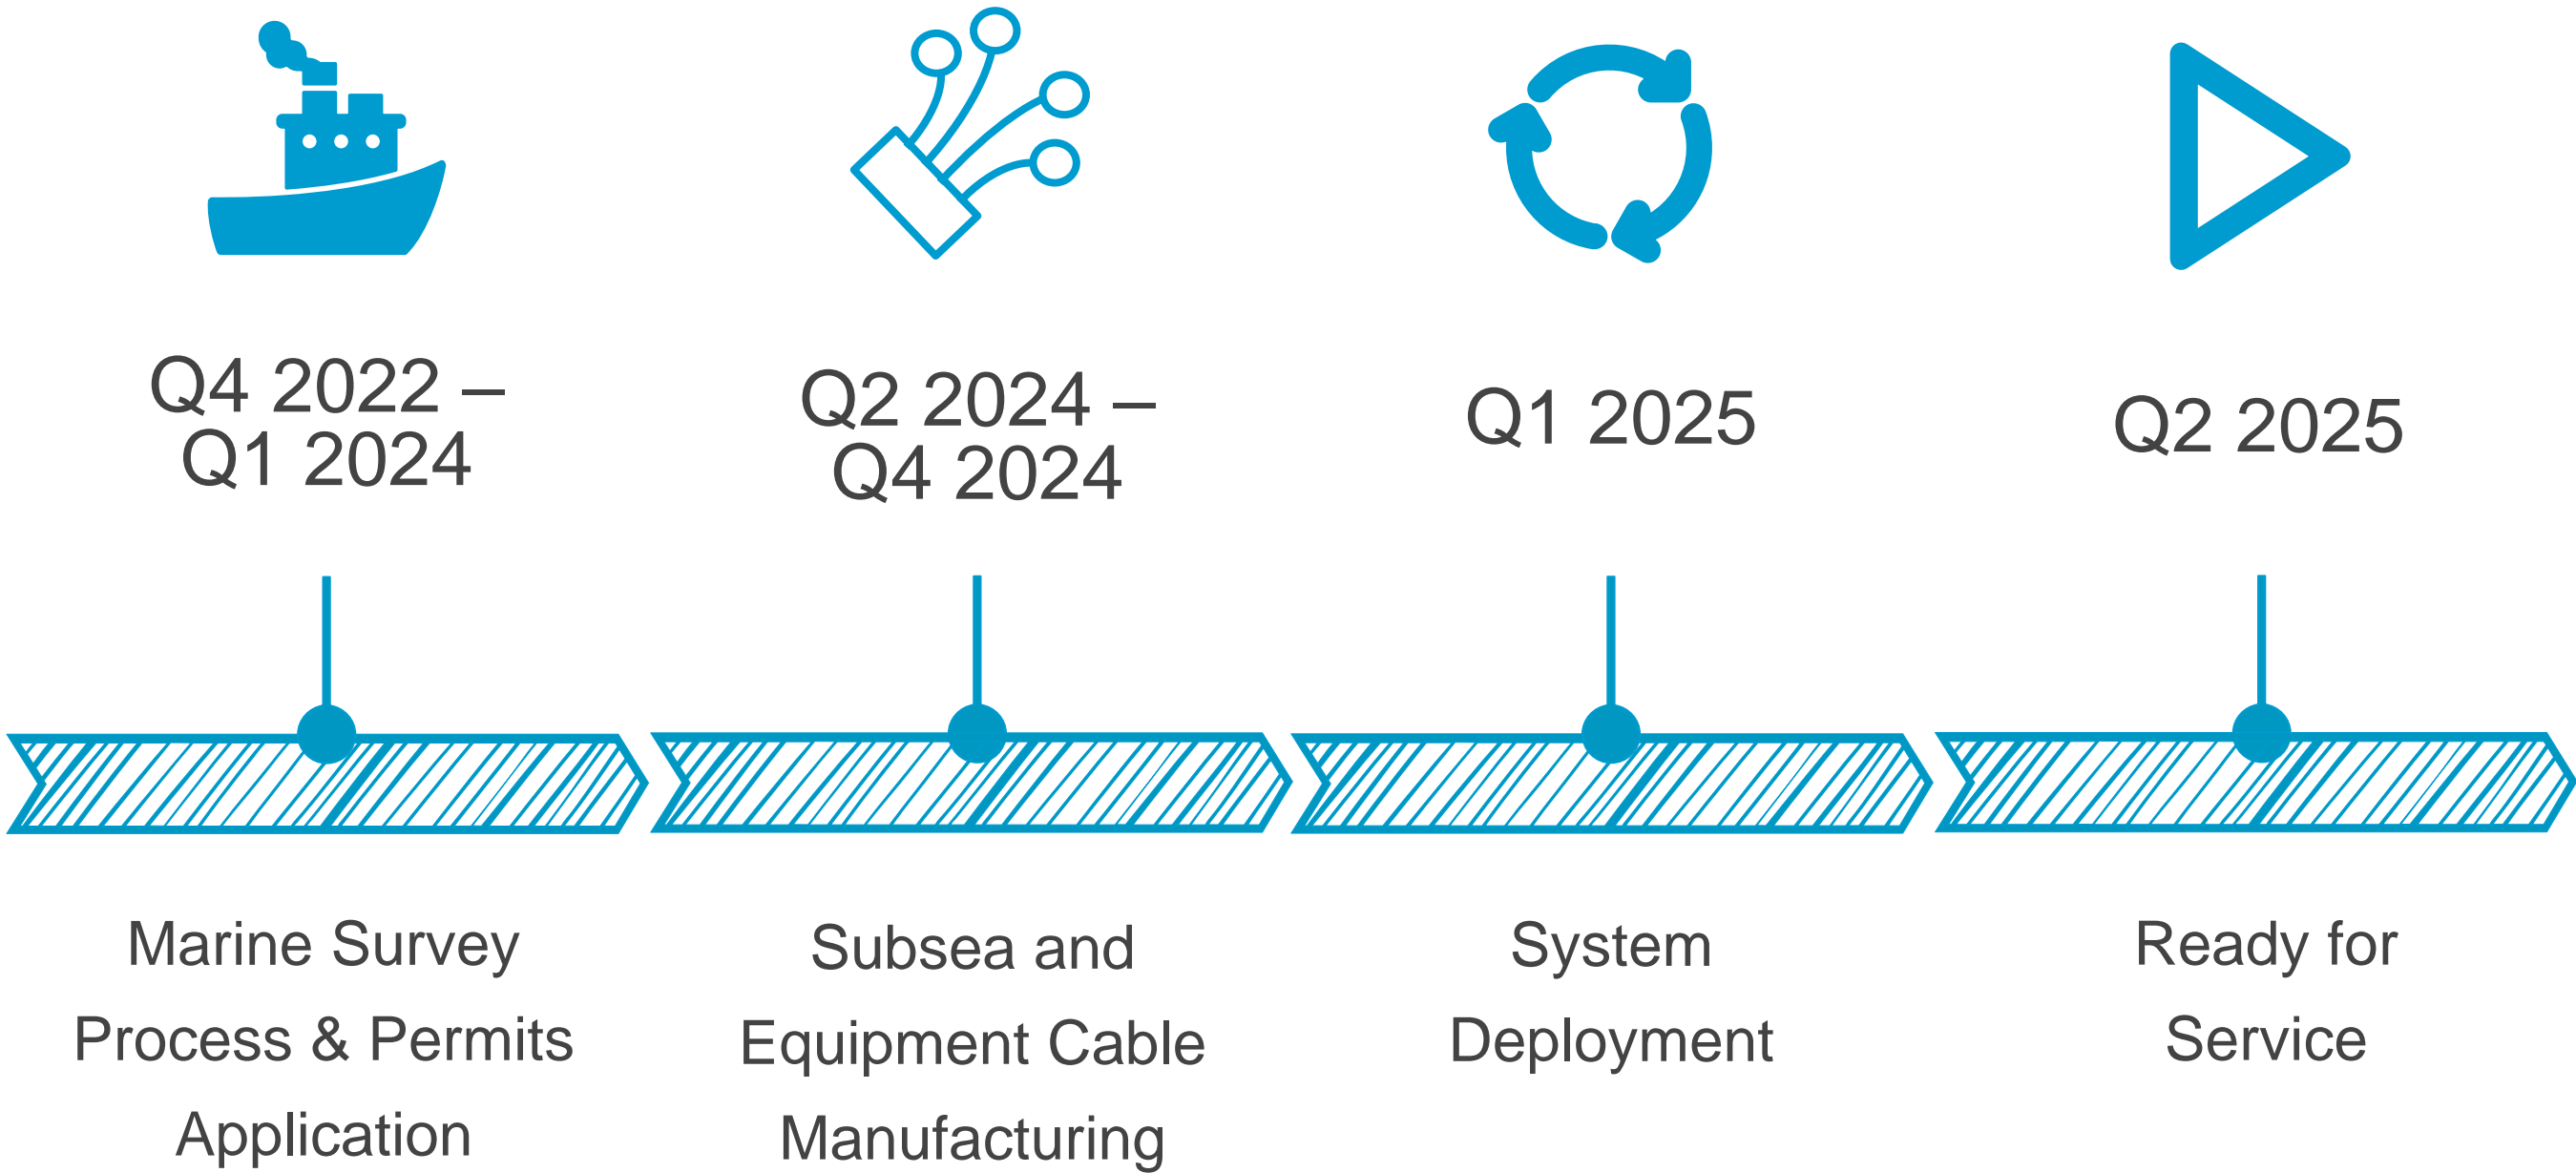 Q4 2022 –
Q1 2024
Q2 2024 –
Q4 2024
Q1 2025
Q2 2025
Marine Survey
Process & Permits
Application
Subsea and
Equipment Cable
Manufacturing
System
Deployment
Ready for
Service